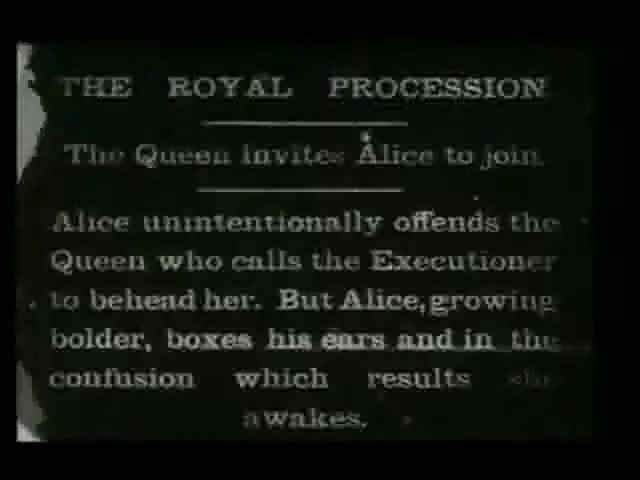 THE ROYAL PROCESSION
The Queen invites Alice to join.
Alice unintentionally offends the
Queen who calls the Executioner
to behead her. But Alice, growing
bolder, boxes his ears and in the
confusion which results she
awakes.